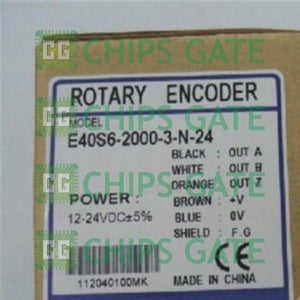 CHIPS GATE
ROTARY ENCODER
MODEL
E40S6-2000-3-N-24
BLACK : OUT A
WHITE : OUT B
ORANGE : OUT Z
POWER :
BROWN : +V
12-24VDC±5%
BLUE : 0V
SHIELD : F.G
CE
112040100MK
MADE IN CHINA